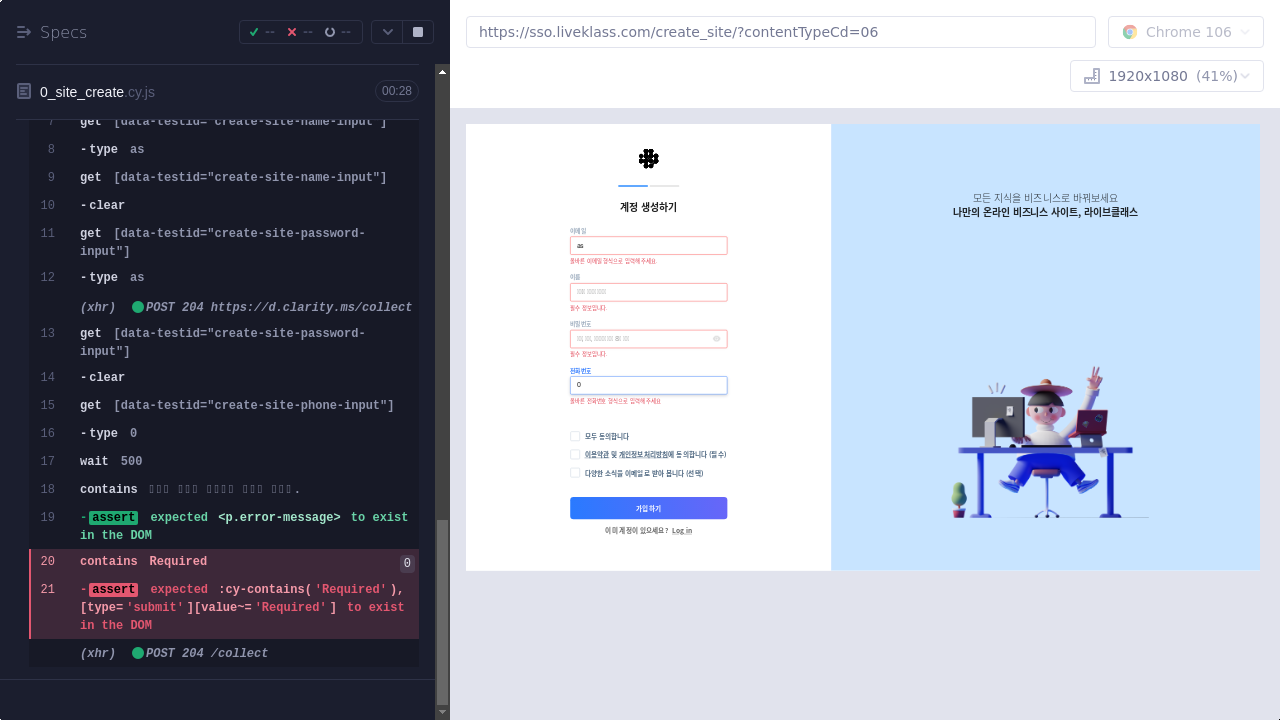 Specs
--
--
--
https://sso.liveklass.com/create_site/?contentTypeCd=06
Chrome 106
1920x1080 (41%)
0_site_create.cy.js
00:28
7 get [data-testid="create-site-name-input"]
8 -type as
9 get [data-testid="create-site-name-input"]
10 -clear
11 get [data-testid="create-site-password-
input"]
12 -type as
(xhr) POST 204 https://d.clarity.ms/collect
13 get [data-testid="create-site-password-
input"]
14 -clear
15 get [data-testid="create-site-phone-input"]
16 -type 0
17 wait 500
18 contains
19 -assert expected <p.error-message> to exist
in the DOM
20 contains Required 0
21 -assert expected :cy-contains('Required'),
[type='submit'][value~='Required'] to exist
in the DOM
(xhr) POST 204 /collect
계정 생성하기
이메일
as
올바른 이메일 형식으로 입력해주세요
이름
필수 정보입니다
비밀번호
필수 정보입니다
전화번호
0
올바른 전화번호 형식으로 입력해주세요
모두 동의합니다
이용약관 및 개인정보처리방침에 동의합니다 (필수)
다양한 소식을 이메일로 받아 봅니다 (선택)
가입하기
이미 계정이 있으세요? Log in
모든 지식을 비즈니스로 바꿔보세요
나만의 온라인 비즈니스 사이트, 라이브클래스